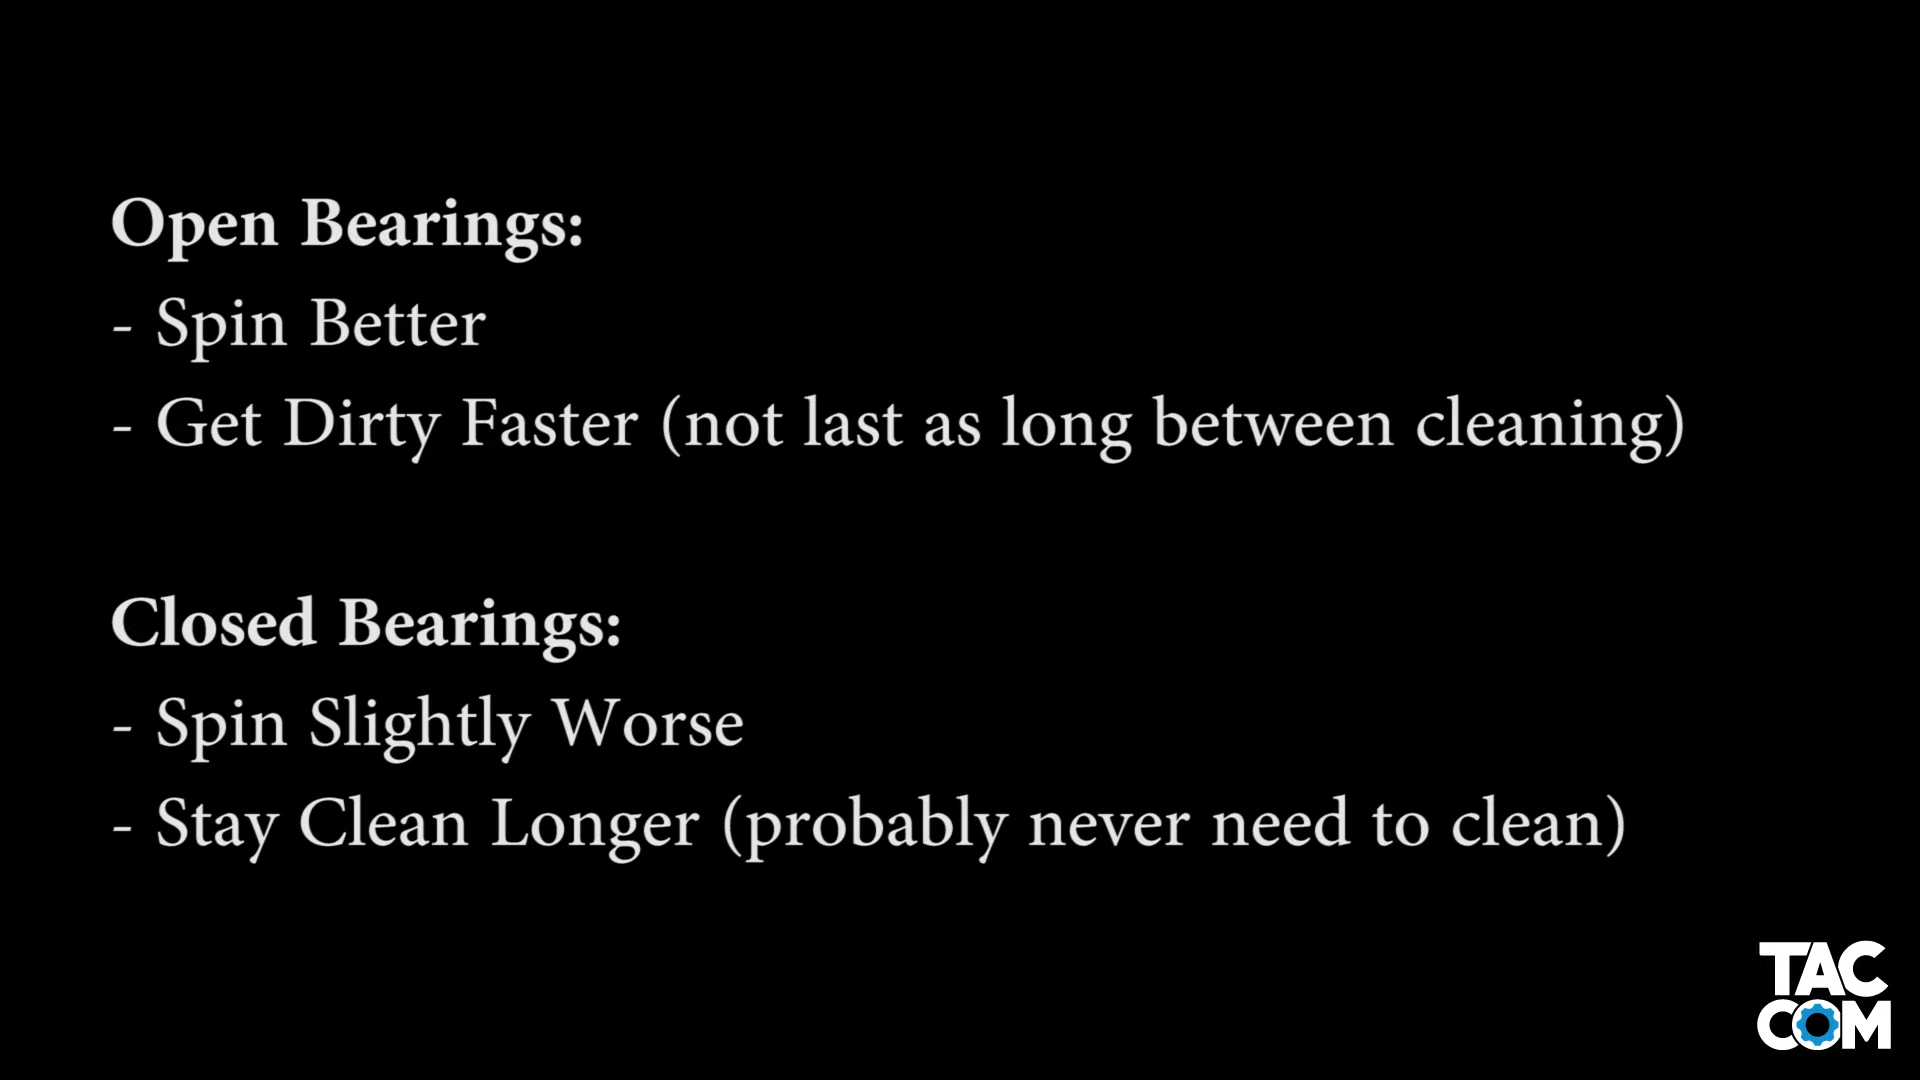 Open Bearings:
- Spin Better
- Get Dirty Faster (not last as long between cleaning)
Closed Bearings:
- Spin Slightly Worse
- Stay Clean Longer (probably never need to clean)
TAC
COM